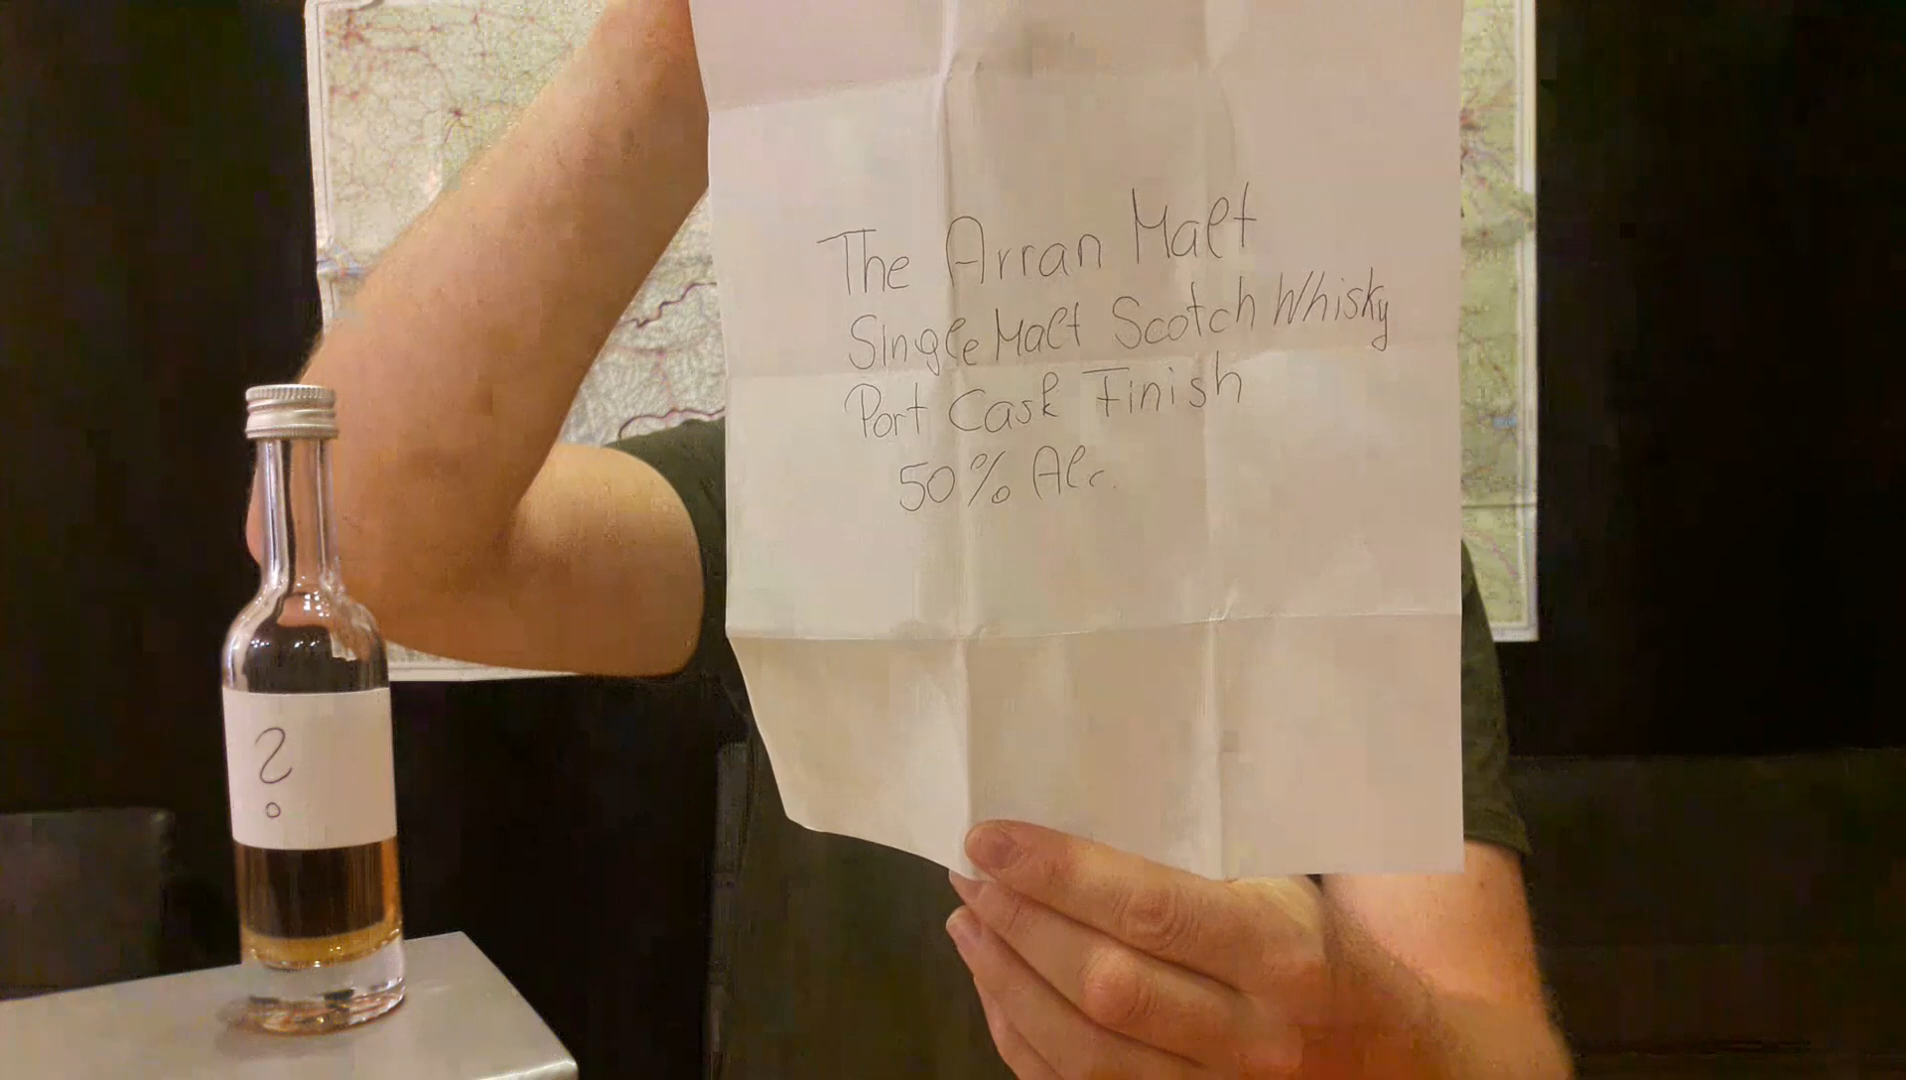 The Arran Malt
Single Malt Scotch Whisky
Port Cask Finish
50% Alc.
?